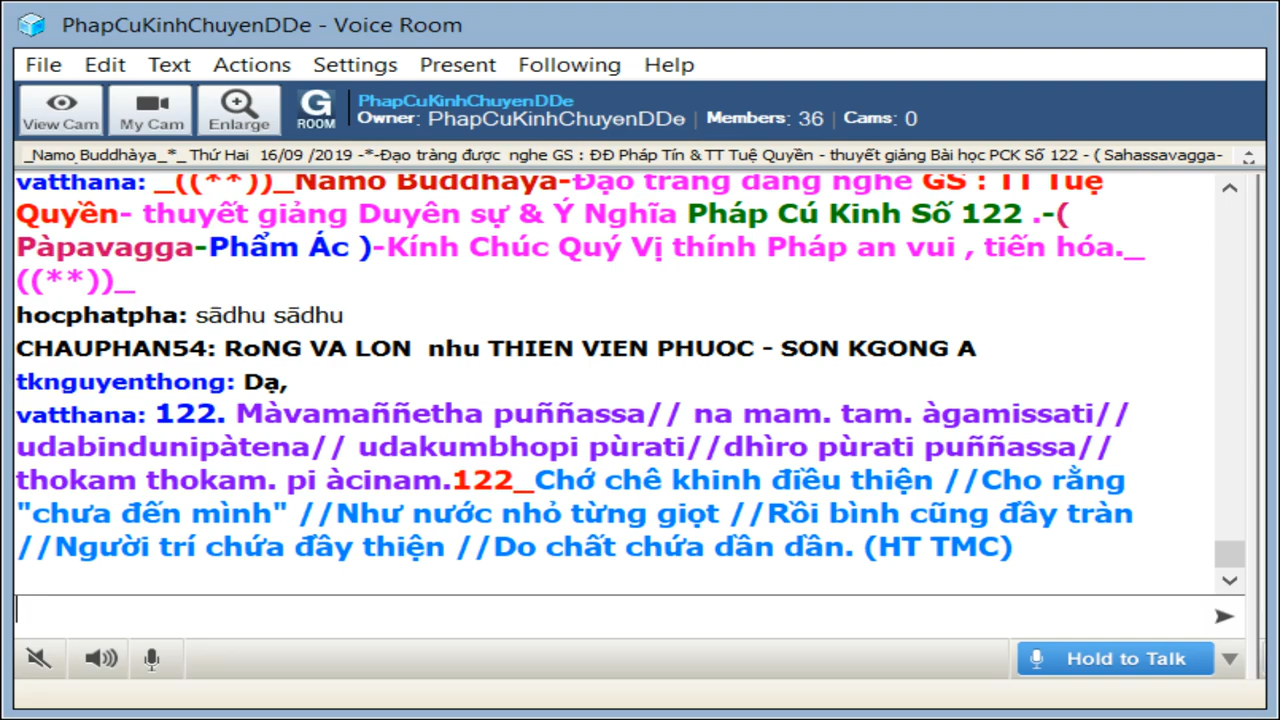 PhapCuKinhChuyenDDe - Voice Room
File Edit Text Actions Settings Present Following Help
View Cam My Cam Enlarge G ROOM
PhapCuKinhChuyenDDe
Owner: PhapCuKinhChuyenDDe | Members: 36 | Cams: 0
_Namo Buddhàya_*_ Thứ Hai 16/09 /2019 -*-Đạo tràng được nghe GS : ĐĐ Pháp Tín & TT Tuệ Quyền - thuyết giảng Bài học PCK Số 122 - ( Sahassavagga-
vatthana: _((**))_Namo Buddhaya-Đạo tràng đang nghe GS : TT Tuệ
Quyền- thuyết giảng Duyên sự & Ý Nghĩa Pháp Cú Kinh Số 122 .-(
Pàpavagga-Phẩm Ác )-Kính Chúc Quý Vị thính Pháp an vui , tiến hóa._
((**))_
hocphatpha: sādhu sādhu
CHAUPHAN54: RoNG VA LON nhu THIEN VIEN PHUOC - SON KGONG A
tknguyenthong: Dạ,
vatthana: 122. Màvamaññetha puññassa// na mam. tam. àgamissati//
udabindunipàtena// udakumbhopi pùrati//dhìro pùrati puññassa//
thokam thokam. pi àcinam.122_Chớ chê khinh điều thiện //Cho rằng
"chưa đến mình" //Như nước nhỏ từng giọt //Rồi bình cũng đầy tràn
//Người trí chứa đầy thiện //Do chất chứa dần dần. (HT TMC)
Hold to Talk